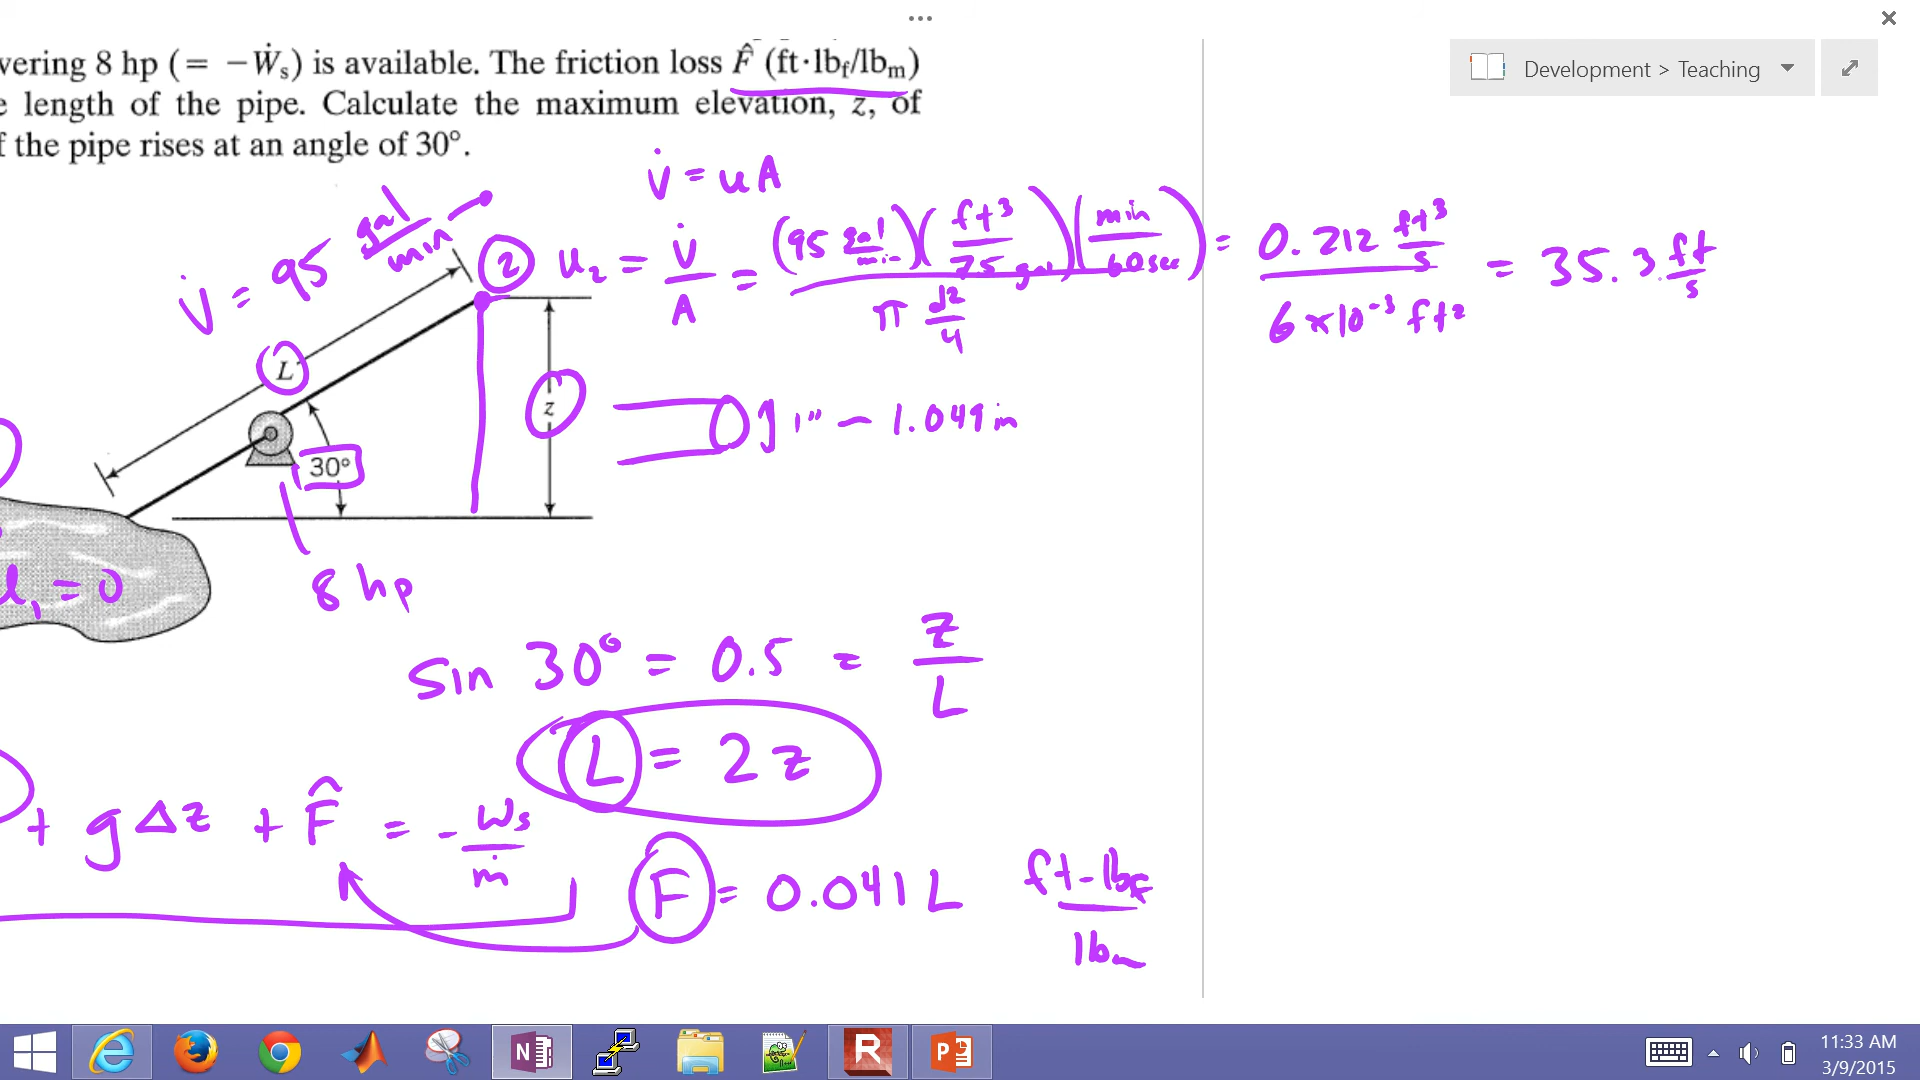 vering 8 hp (= −Ẇs) is available. The friction loss F̂ (ft·lbf/lbm)
e length of the pipe. Calculate the maximum elevation, z, of
f the pipe rises at an angle of 30°.
Development > Teaching
V̇ = uA
V̇ = 95 gal/min
2
u2 = V̇/A = (95 gal/min)(ft3/7.5 gal)(min/60 sec) / (π d2/4) = 0.212 ft3/s / 6×10-3 ft2 = 35.3 ft/s
L
z
1" – 1.049 in
30°
u1 = 0
8 hp
sin 30° = 0.5 = z/L
L = 2z
+ gΔz + F̂ = - Ws/ṁ
F = 0.041 L ft-lbf/lbm
11:33 AM
3/9/2015